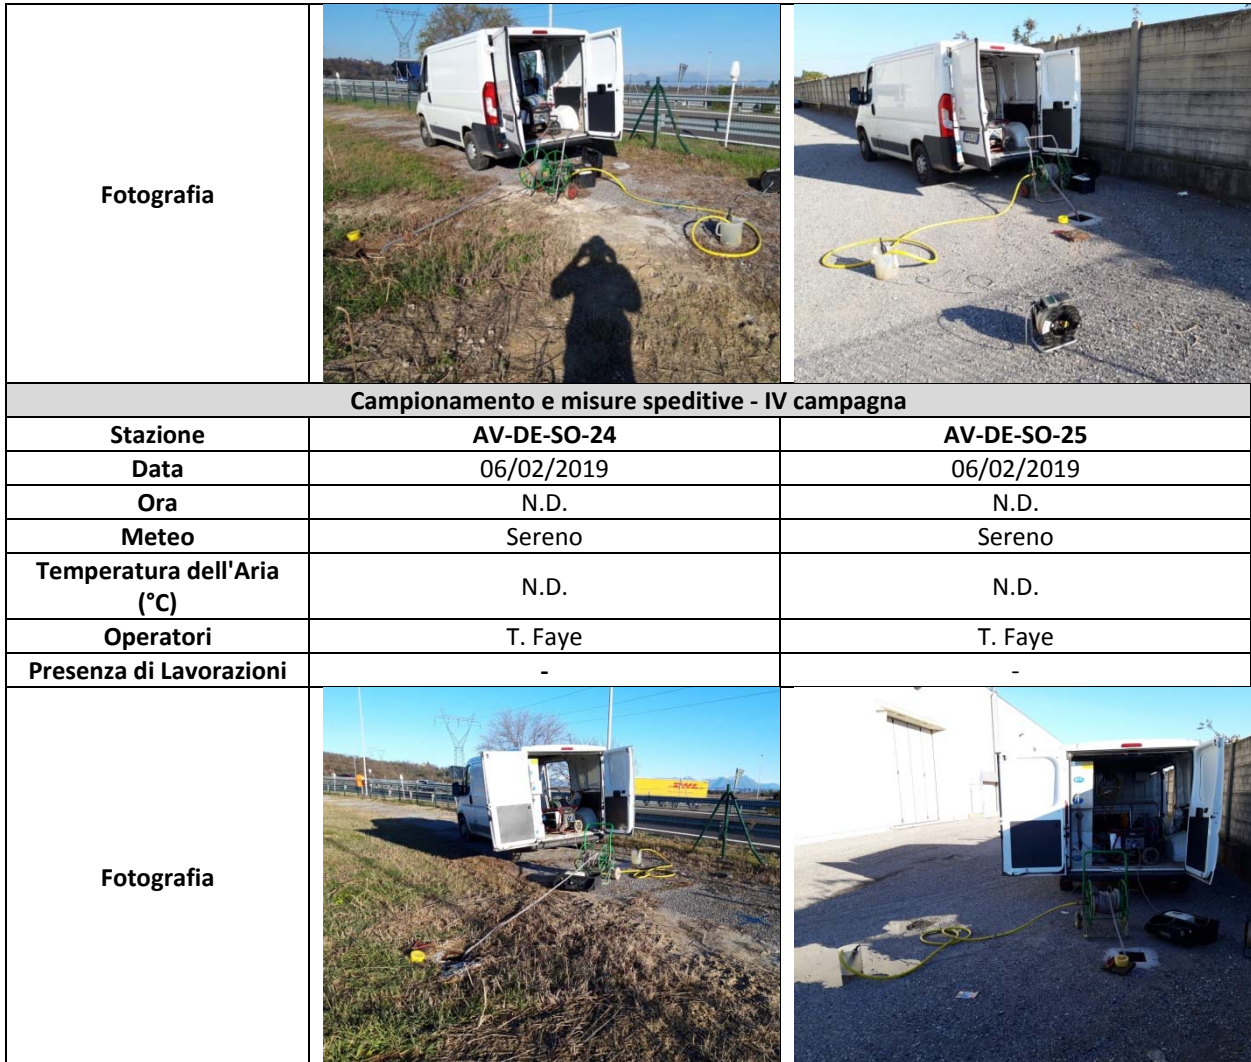 Fotografia
Campionamento e misure speditive - IV campagna
Stazione AV-DE-SO-24 AV-DE-SO-25
Data 06/02/2019 06/02/2019
Ora N.D. N.D.
Meteo Sereno Sereno
Temperatura dell'Aria
(°C) N.D. N.D.
Operatori T. Faye T. Faye
Presenza di Lavorazioni - -
Fotografia
DHL